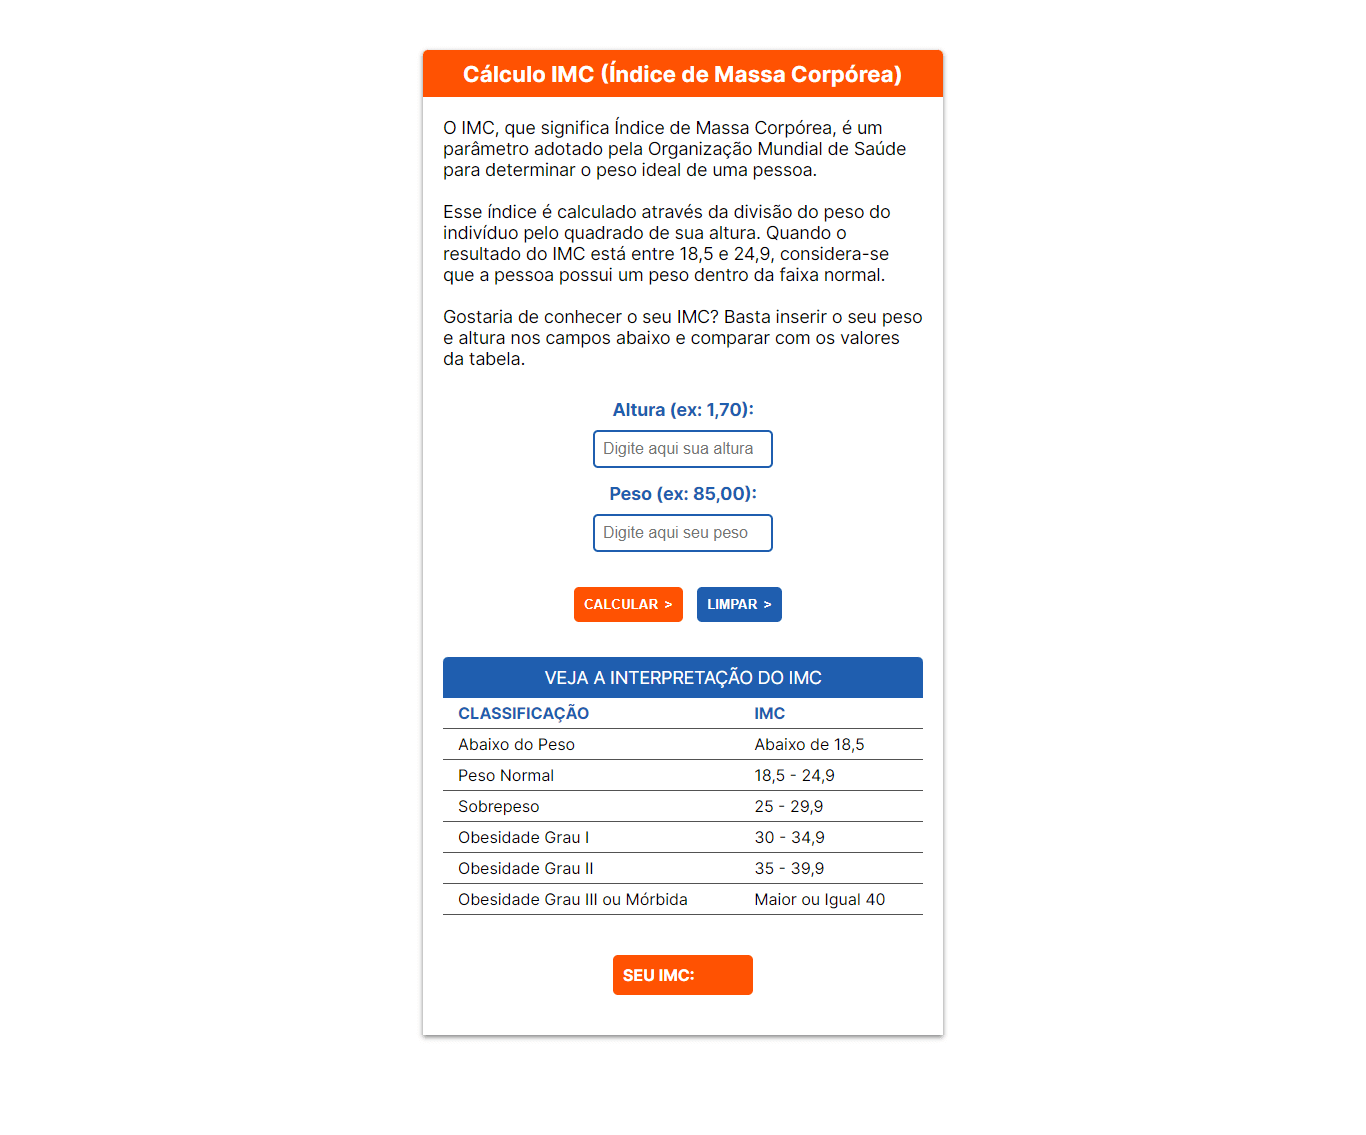 Cálculo IMC (Índice de Massa Corpórea)
O IMC, que significa Índice de Massa Corpórea, é um
parâmetro adotado pela Organização Mundial de Saúde
para determinar o peso ideal de uma pessoa.
Esse índice é calculado através da divisão do peso do
indivíduo pelo quadrado de sua altura. Quando o
resultado do IMC está entre 18,5 e 24,9, considera-se
que a pessoa possui um peso dentro da faixa normal.
Gostaria de conhecer o seu IMC? Basta inserir o seu peso
e altura nos campos abaixo e comparar com os valores
da tabela.
Altura (ex: 1,70):
Digite aqui sua altura
Peso (ex: 85,00):
Digite aqui seu peso
CALCULAR > LIMPAR >
VEJA A INTERPRETAÇÃO DO IMC
CLASSIFICAÇÃO IMC
Abaixo do Peso Abaixo de 18,5
Peso Normal 18,5 - 24,9
Sobrepeso 25 - 29,9
Obesidade Grau I 30 - 34,9
Obesidade Grau II 35 - 39,9
Obesidade Grau III ou Mórbida Maior ou Igual 40
SEU IMC: